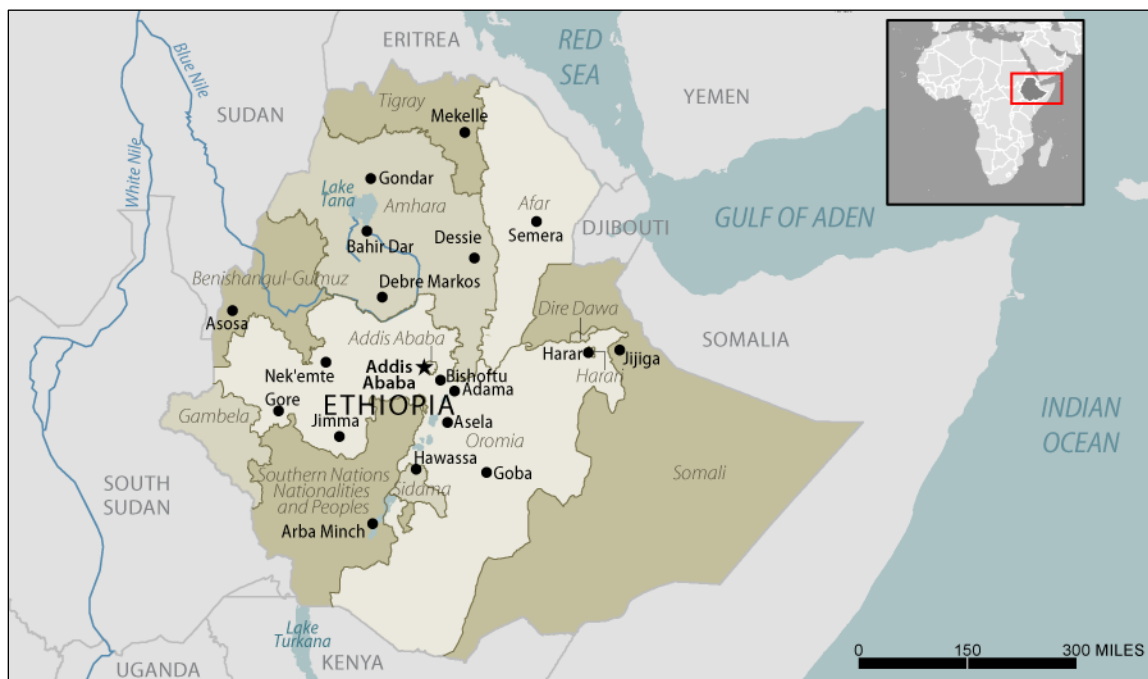 ERITREA
RED
SEA
YEMEN
SUDAN
Blue Nile
White Nile
Tigray
Mekelle
Gondar
Lake
Tana
Amhara
Afar
Semera
DJIBOUTI
GULF OF ADEN
Bahir Dar
Dessie
Benishangul-Gumuz
Debre Markos
Asosa
Dire Dawa
SOMALIA
Addis Ababa
Addis
Ababa
Harar
Jijiga
Harari
Nek'emte
Bishoftu
Adama
Gore
ETHIOPIA
Gambela
Jimma
Asela
Oromia
INDIAN
OCEAN
Hawassa
Goba
Somali
Southern Nations
Nationalities
and Peoples
Sidama
SOUTH
SUDAN
Arba Minch
Lake
Turkana
UGANDA
KENYA
0 150 300 MILES